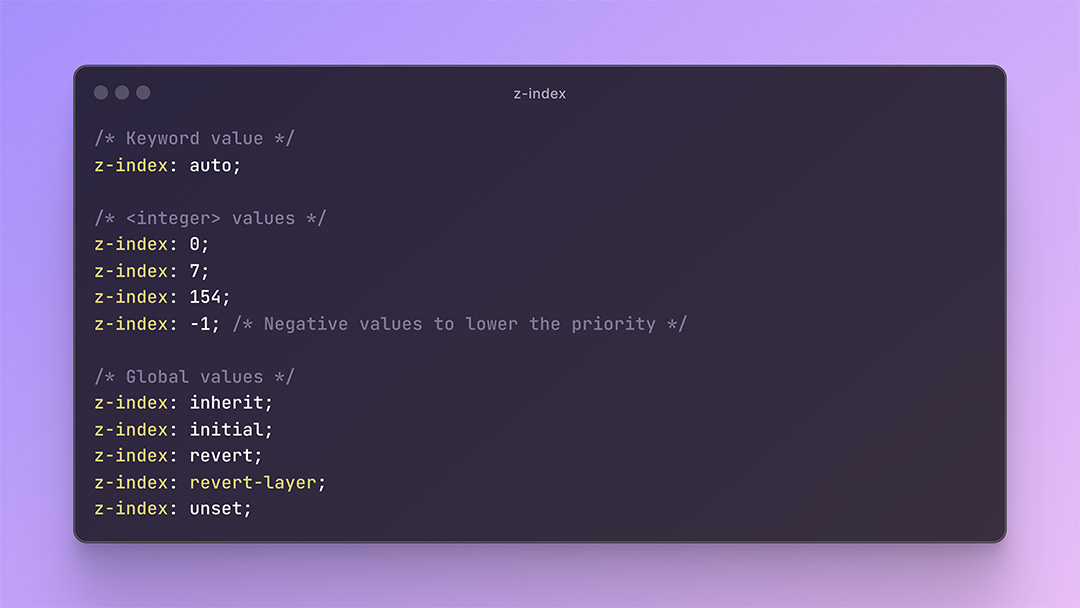 z-index
/* Keyword value */
z-index: auto;
/* <integer> values */
z-index: 0;
z-index: 7;
z-index: 154;
z-index: -1; /* Negative values to lower the priority */
/* Global values */
z-index: inherit;
z-index: initial;
z-index: revert;
z-index: revert-layer;
z-index: unset;